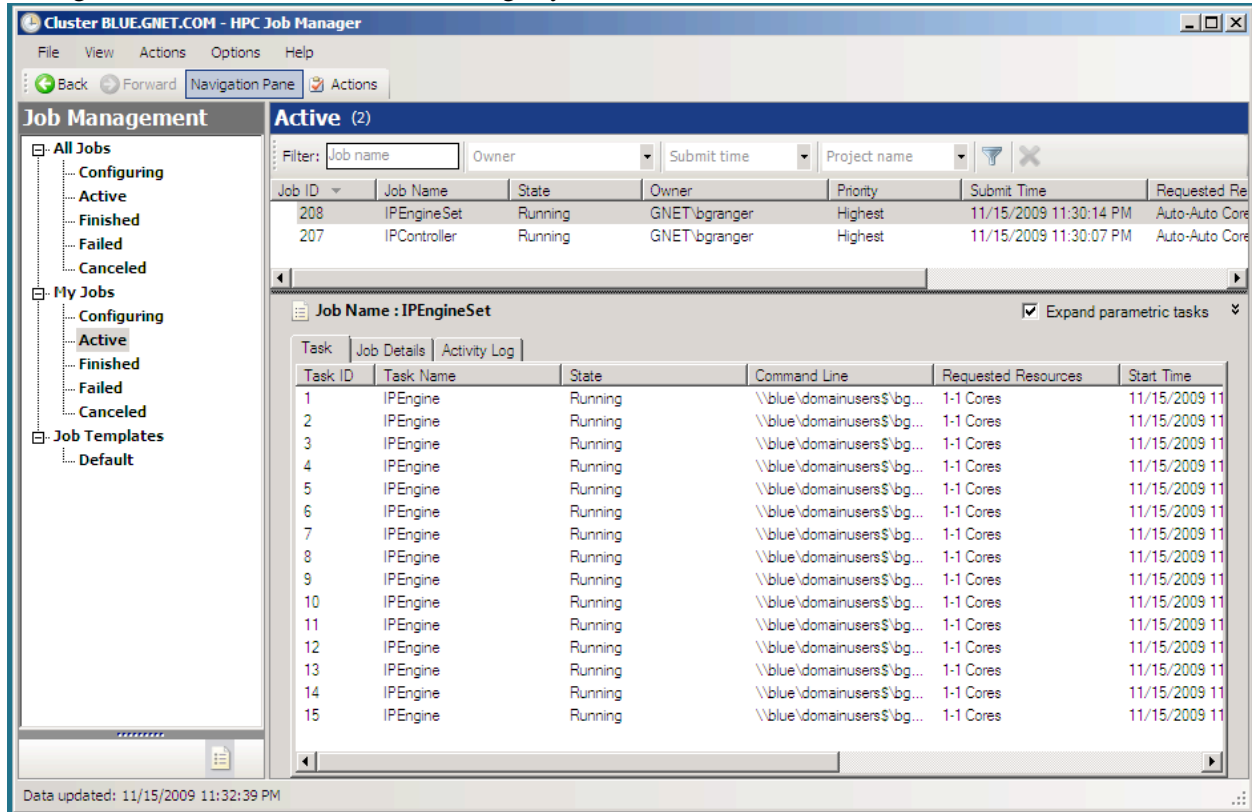 Cluster BLUE.GNET.COM - HPC Job Manager
File View Actions Options Help
Back Forward Navigation Pane Actions
Job Management
All Jobs
Configuring
Active
Finished
Failed
Canceled
My Jobs
Configuring
Active
Finished
Failed
Canceled
Job Templates
Default
Active (2)
Filter: Job name Owner Submit time Project name
Job ID Job Name State Owner Priority Submit Time Requested Re
208 IPEngineSet Running GNET\bgranger Highest 11/15/2009 11:30:14 PM Auto-Auto Core
207 IPController Running GNET\bgranger Highest 11/15/2009 11:30:07 PM Auto-Auto Core
Job Name : IPEngineSet Expand parametric tasks
Task Job Details Activity Log
Task ID Task Name State Command Line Requested Resources Start Time
1 IPEngine Running \\blue\domainusers$\bg... 1-1 Cores 11/15/2009 11
2 IPEngine Running \\blue\domainusers$\bg... 1-1 Cores 11/15/2009 11
3 IPEngine Running \\blue\domainusers$\bg... 1-1 Cores 11/15/2009 11
4 IPEngine Running \\blue\domainusers$\bg... 1-1 Cores 11/15/2009 11
5 IPEngine Running \\blue\domainusers$\bg... 1-1 Cores 11/15/2009 11
6 IPEngine Running \\blue\domainusers$\bg... 1-1 Cores 11/15/2009 11
7 IPEngine Running \\blue\domainusers$\bg... 1-1 Cores 11/15/2009 11
8 IPEngine Running \\blue\domainusers$\bg... 1-1 Cores 11/15/2009 11
9 IPEngine Running \\blue\domainusers$\bg... 1-1 Cores 11/15/2009 11
10 IPEngine Running \\blue\domainusers$\bg... 1-1 Cores 11/15/2009 11
11 IPEngine Running \\blue\domainusers$\bg... 1-1 Cores 11/15/2009 11
12 IPEngine Running \\blue\domainusers$\bg... 1-1 Cores 11/15/2009 11
13 IPEngine Running \\blue\domainusers$\bg... 1-1 Cores 11/15/2009 11
14 IPEngine Running \\blue\domainusers$\bg... 1-1 Cores 11/15/2009 11
15 IPEngine Running \\blue\domainusers$\bg... 1-1 Cores 11/15/2009 11
Data updated: 11/15/2009 11:32:39 PM